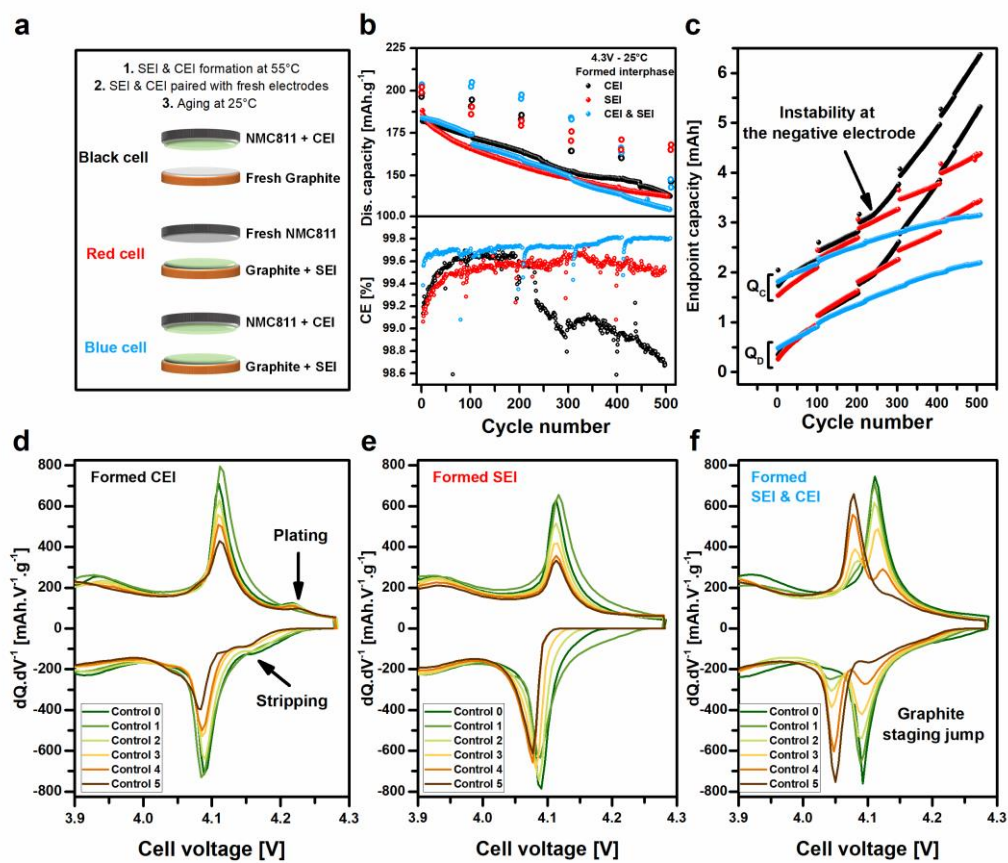 a
1. SEI & CEI formation at 55°C
2. SEI & CEI paired with fresh electrodes
3. Aging at 25°C
Black cell
NMC811 + CEI
Fresh Graphite
Red cell
Fresh NMC811
Graphite + SEI
Blue cell
NMC811 + CEI
Graphite + SEI
b
225
200
175
150
100.0
99.8
99.6
99.4
99.2
99.0
98.8
98.6
Dis. capacity [mAh.g⁻¹]
CE [%]
4.3V - 25°C
Formed interphase
CEI
SEI
CEI & SEI
0 100 200 300 400 500
Cycle number
c
6
5
4
3
2
1
0
Endpoint capacity [mAh]
Instability at
the negative electrode
Q_C
Q_D
0 100 200 300 400 500
Cycle number
d
800
600
400
200
0
-200
-400
-600
-800
dQ.dV⁻¹ [mAh.V⁻¹.g⁻¹]
Formed CEI
Plating
Stripping
Control 0
Control 1
Control 2
Control 3
Control 4
Control 5
3.9 4.0 4.1 4.2 4.3
Cell voltage [V]
e
800
600
400
200
0
-200
-400
-600
-800
dQ.dV⁻¹ [mAh.V⁻¹.g⁻¹]
Formed SEI
Control 0
Control 1
Control 2
Control 3
Control 4
Control 5
3.9 4.0 4.1 4.2 4.3
Cell voltage [V]
f
800
600
400
200
0
-200
-400
-600
-800
dQ.dV⁻¹ [mAh.V⁻¹.g⁻¹]
Formed
SEI & CEI
Graphite
staging jump
Control 0
Control 1
Control 2
Control 3
Control 4
Control 5
3.9 4.0 4.1 4.2 4.3
Cell voltage [V]